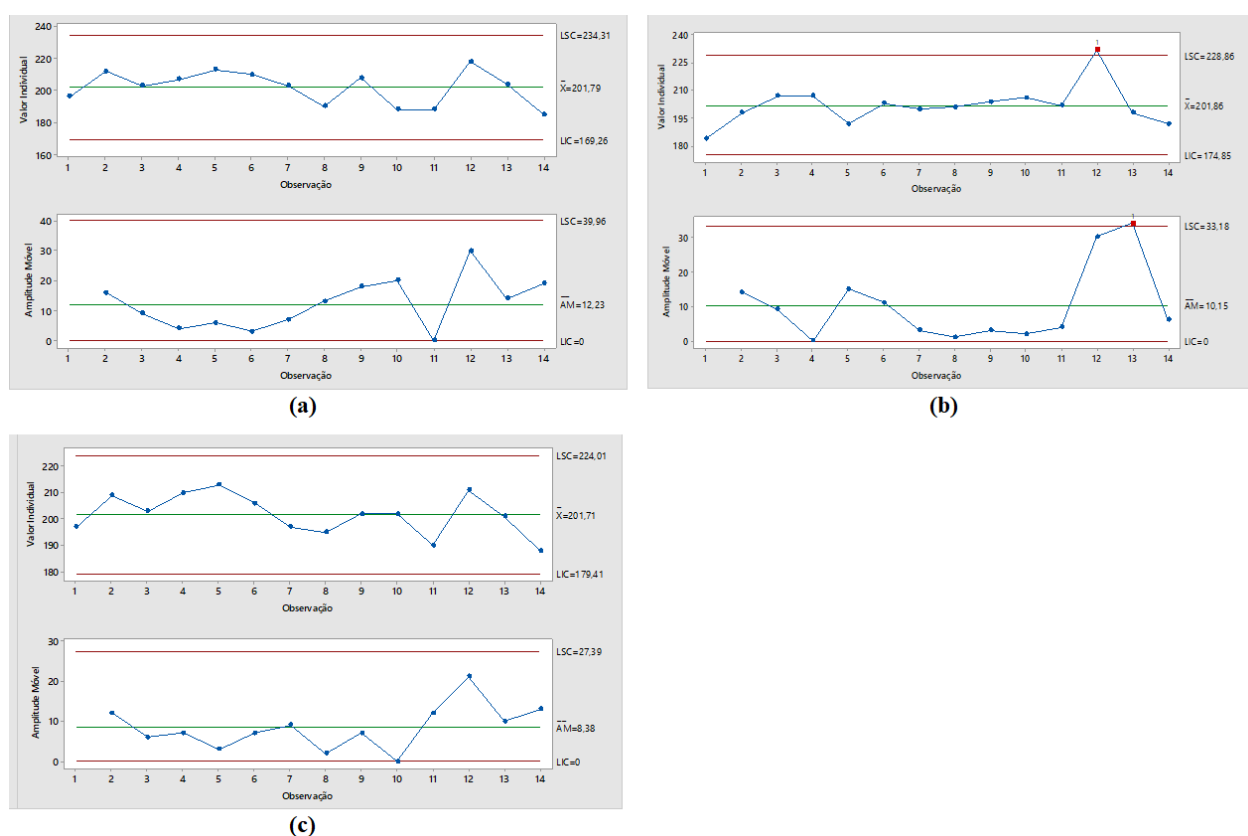 240
220
200
180
160
Valor Individual
LSC=234,31
X̄=201,79
LIC=169,26
1 2 3 4 5 6 7 8 9 10 11 12 13 14
Observação
40
30
20
10
0
Amplitude Móvel
LSC=39,96
A̅M̅=12,23
LIC=0
1 2 3 4 5 6 7 8 9 10 11 12 13 14
Observação
(a)
240
225
210
195
180
Valor Individual
1
LSC=228,86
X̄=201,86
LIC=174,85
1 2 3 4 5 6 7 8 9 10 11 12 13 14
Observação
30
20
10
0
Amplitude Móvel
1
LSC=33,18
A̅M̅=10,15
LIC=0
1 2 3 4 5 6 7 8 9 10 11 12 13 14
Observação
(b)
220
210
200
190
180
Valor Individual
LSC=224,01
X̄=201,71
LIC=179,41
1 2 3 4 5 6 7 8 9 10 11 12 13 14
Observação
30
20
10
0
Amplitude Móvel
LSC=27,39
A̅M̅=8,38
LIC=0
1 2 3 4 5 6 7 8 9 10 11 12 13 14
Observação
(c)